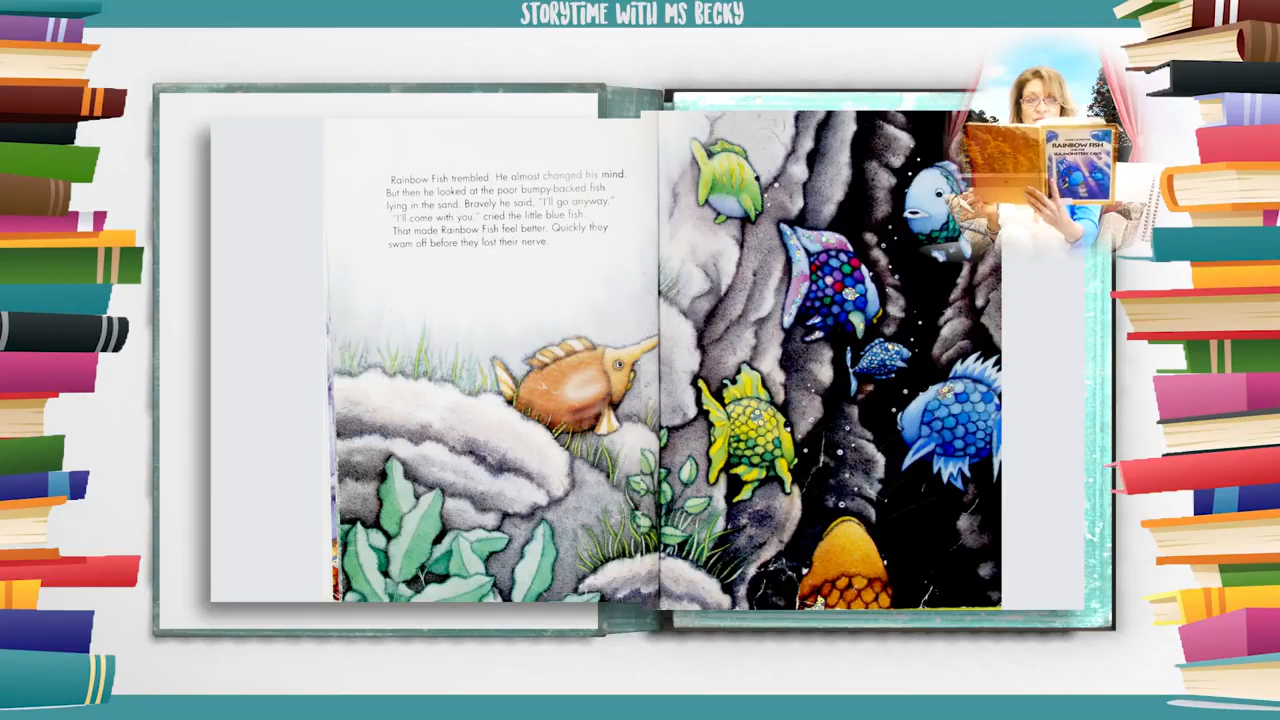 STORYTIME WITH MS BECKY
Rainbow Fish trembled. He almost changed his mind.
But then he looked at the poor bumpy-backed fish
lying in the sand. Bravely he said, "I'll go anyway."
"I'll come with you," cried the little blue fish.
That made Rainbow Fish feel better. Quickly they
swam off before they lost their nerve.
RAINBOW FISH
AND THE
SEA MONSTERS' CAVE